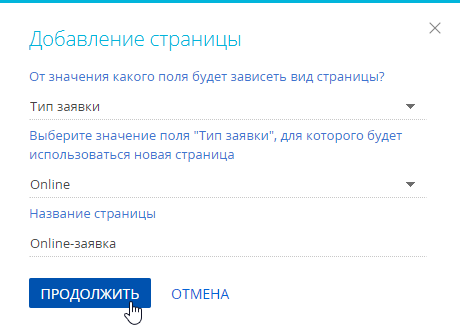 Добавление страницы
От значения какого поля будет зависеть вид страницы?
Тип заявки
Выберите значение поля "Тип заявки", для которого будет
использоваться новая страница
Online
Название страницы
Online-заявка
ПРОДОЛЖИТЬ ОТМЕНА